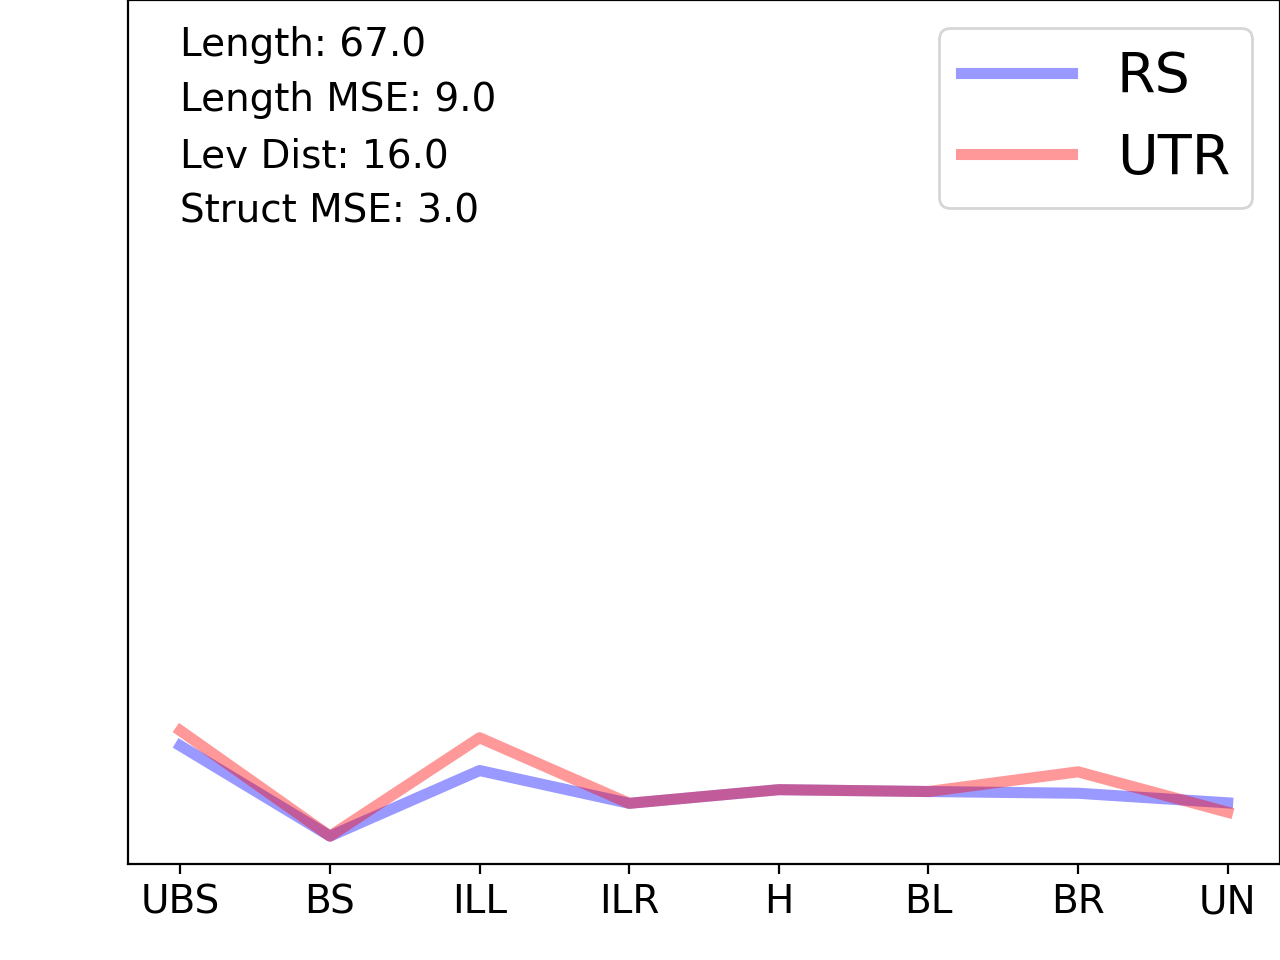 Length: 67.0
Length MSE: 9.0
Lev Dist: 16.0
Struct MSE: 3.0
RS
UTR
UBS BS ILL ILR H BL BR UN